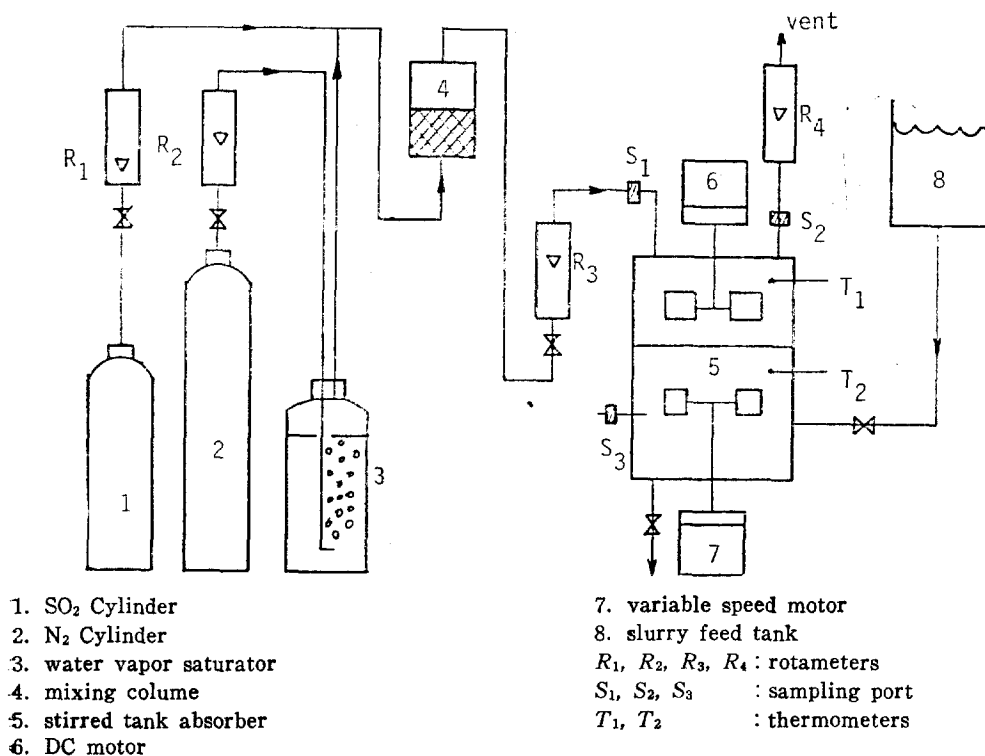 vent
4
R₁
R₂
R₄
S₁
6
8
S₂
R₃
T₁
5
T₂
2
3
S₃
1
7
1. SO₂ Cylinder
2. N₂ Cylinder
3. water vapor saturator
4. mixing colume
5. stirred tank absorber
6. DC motor
7. variable speed motor
8. slurry feed tank
R₁, R₂, R₃, R₄ : rotameters
S₁, S₂, S₃ : sampling port
T₁, T₂ : thermometers